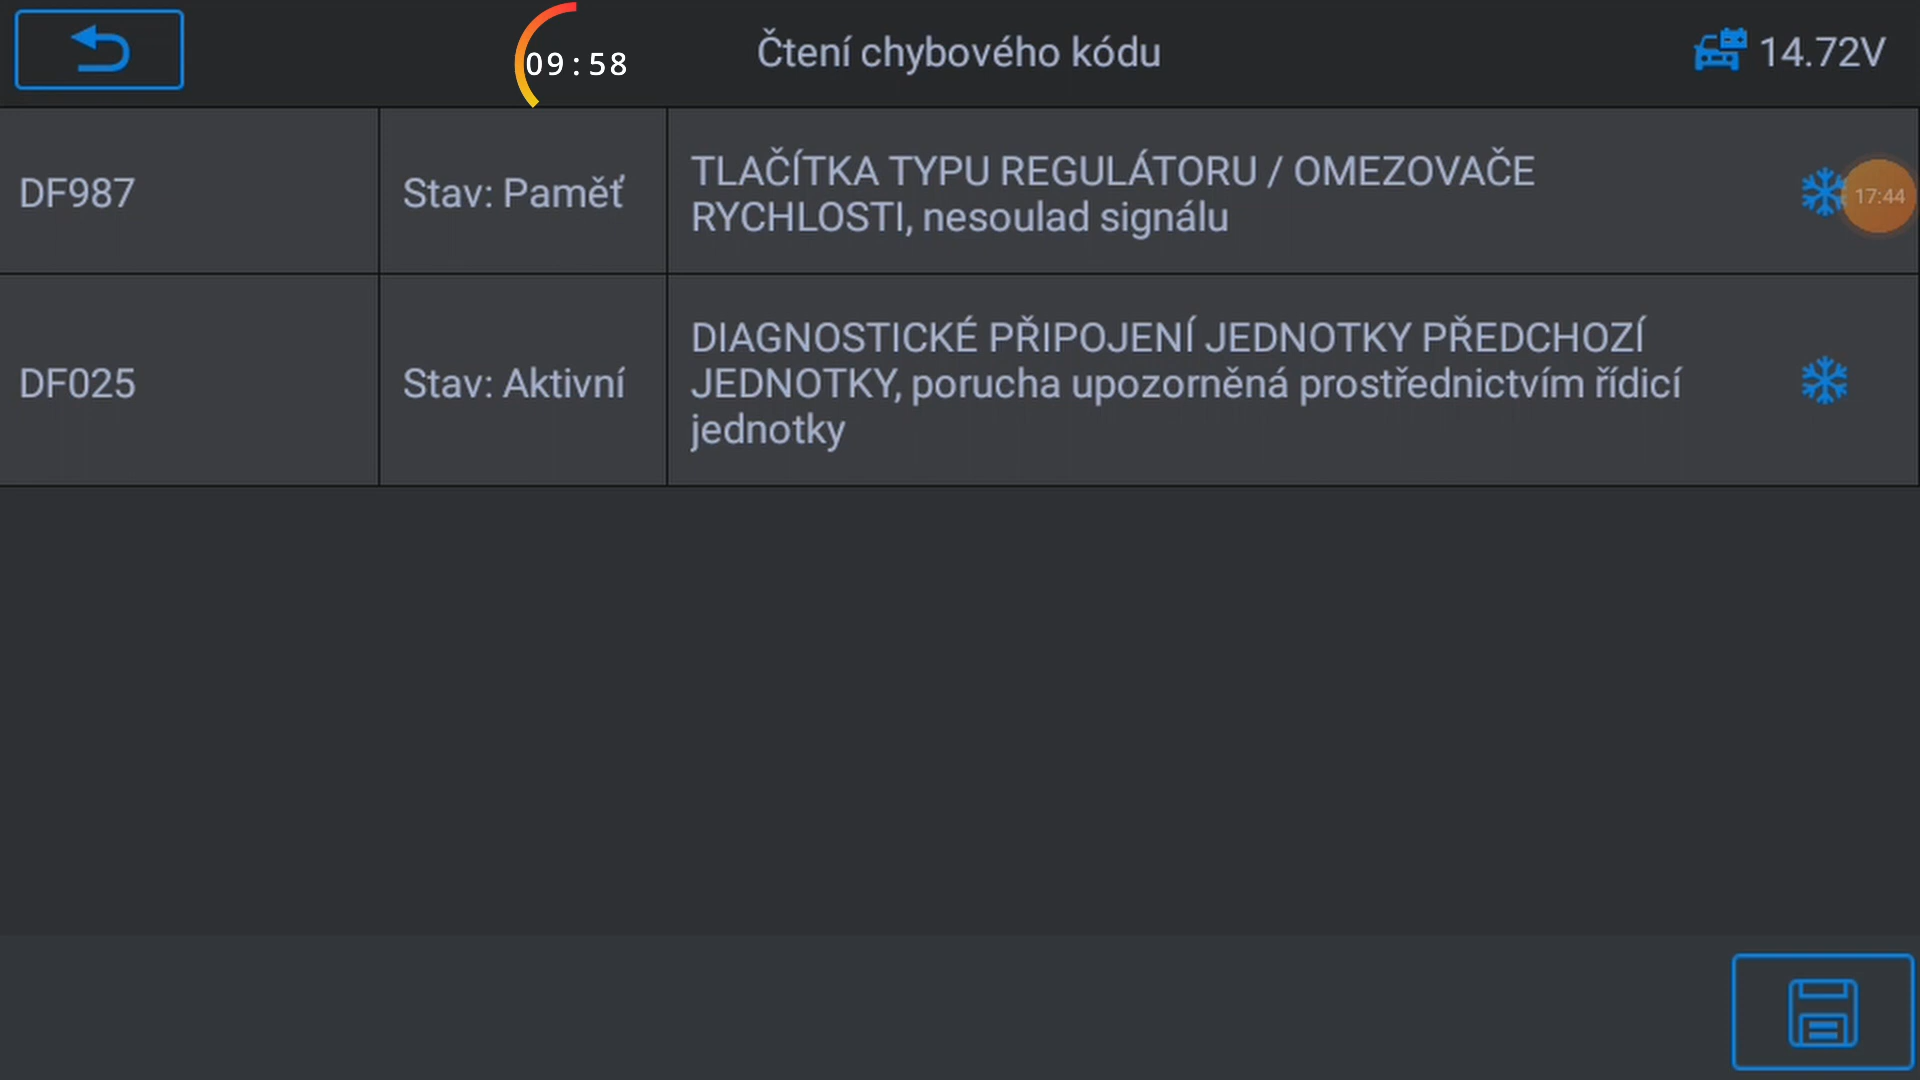 09:58
Čtení chybového kódu
14.72V
DF987
Stav: Paměť
TLAČÍTKA TYPU REGULÁTORU / OMEZOVAČE
RYCHLOSTI, nesoulad signálu
17:44
DF025
Stav: Aktivní
DIAGNOSTICKÉ PŘIPOJENÍ JEDNOTKY PŘEDCHOZÍ
JEDNOTKY, porucha upozorněná prostřednictvím řídicí
jednotky